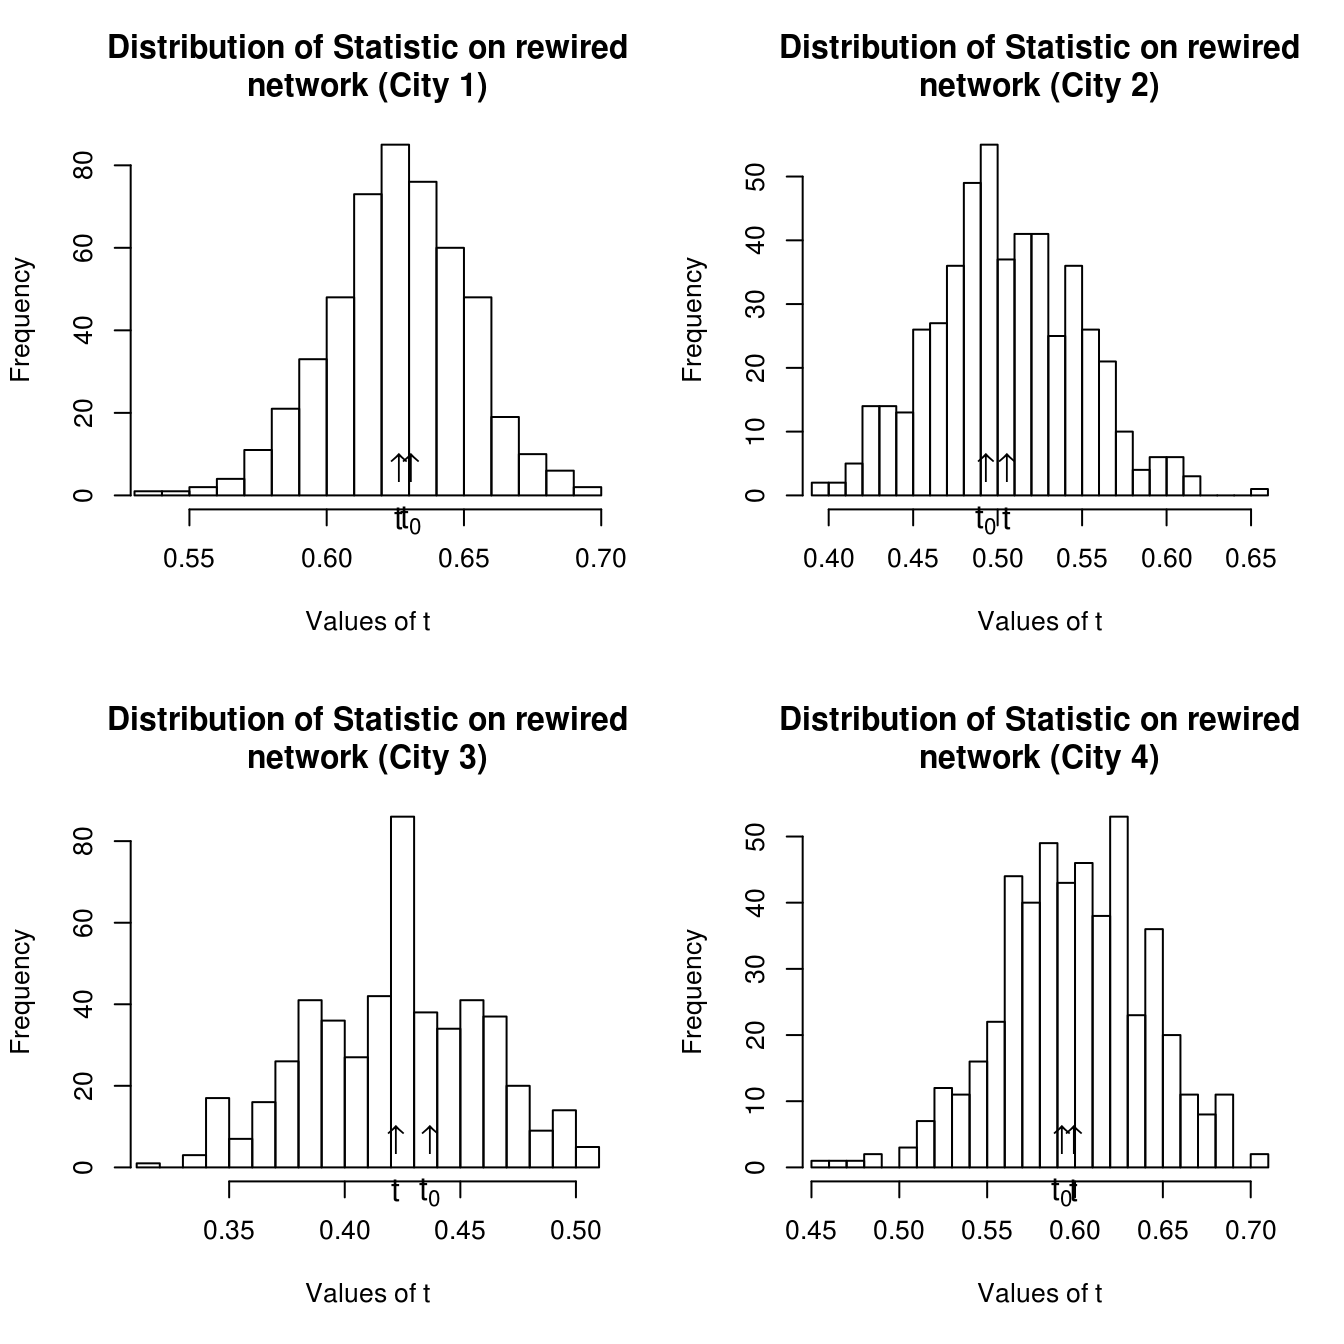 Distribution of Statistic on rewired
network (City 1)
Frequency
0 20 40 60 80
t t0
0.55 0.60 0.65 0.70
Values of t
Distribution of Statistic on rewired
network (City 2)
Frequency
0 10 20 30 40 50
t0 t
0.40 0.45 0.50 0.55 0.60 0.65
Values of t
Distribution of Statistic on rewired
network (City 3)
Frequency
0 20 40 60 80
t t0
0.35 0.40 0.45 0.50
Values of t
Distribution of Statistic on rewired
network (City 4)
Frequency
0 10 20 30 40 50
t0 t
0.45 0.50 0.55 0.60 0.65 0.70
Values of t